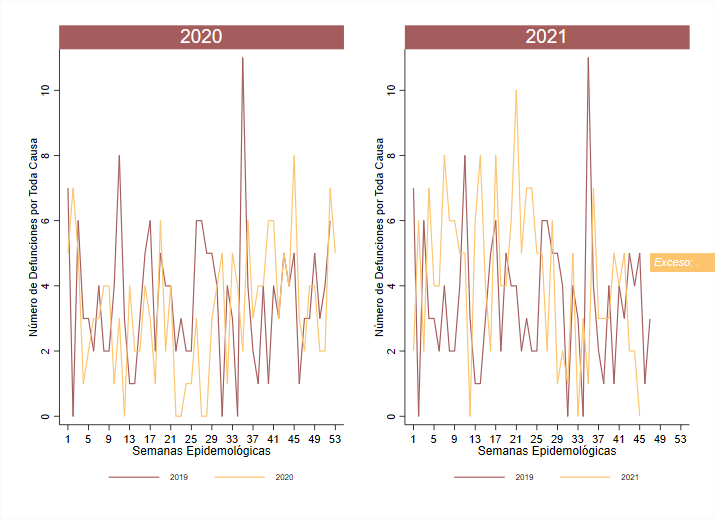 2020
2021
Número de Defunciones por Toda Causa
0
2
4
6
8
10
1 5 9 13 17 21 25 29 33 37 41 45 49 53
Semanas Epidemológicas
2019 2020
Número de Defunciones por Toda Causa
0
2
4
6
8
10
1 5 9 13 17 21 25 29 33 37 41 45 49 53
Semanas Epidemológicas
2019 2021
Exceso: .